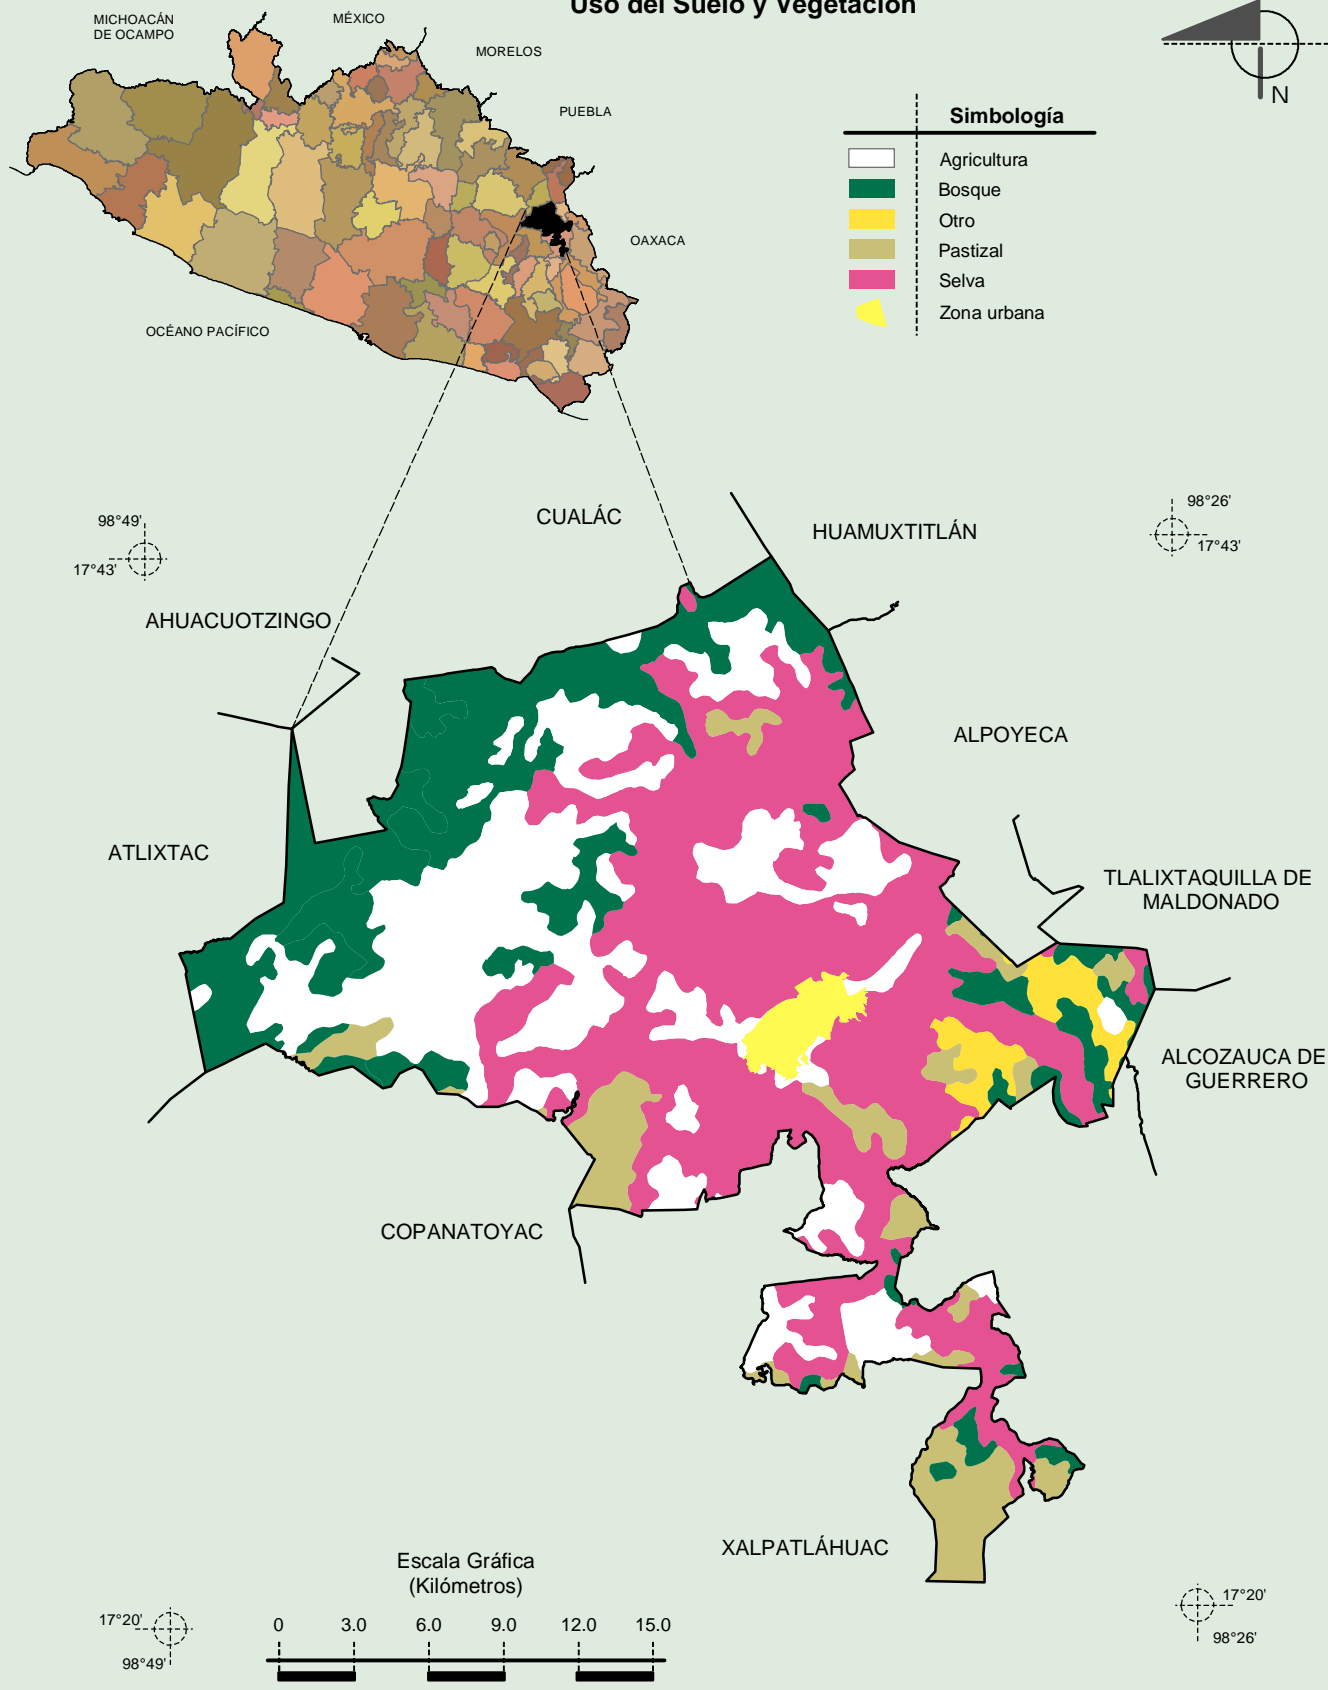 Uso del Suelo y Vegetación
MICHOACÁN
DE OCAMPO
MÉXICO
MORELOS
PUEBLA
OAXACA
OCÉANO PACÍFICO
N
Simbología
Agricultura
Bosque
Otro
Pastizal
Selva
Zona urbana
98°49'
17°43'
98°26'
17°43'
CUALÁC
HUAMUXTITLÁN
AHUACUOTZINGO
ALPOYECA
ATLIXTAC
TLALIXTAQUILLA DE
MALDONADO
ALCOZAUCA DE
GUERRERO
COPANATOYAC
XALPATLÁHUAC
Escala Gráfica
(Kilómetros)
0 3.0 6.0 9.0 12.0 15.0
17°20'
98°49'
17°20'
98°26'